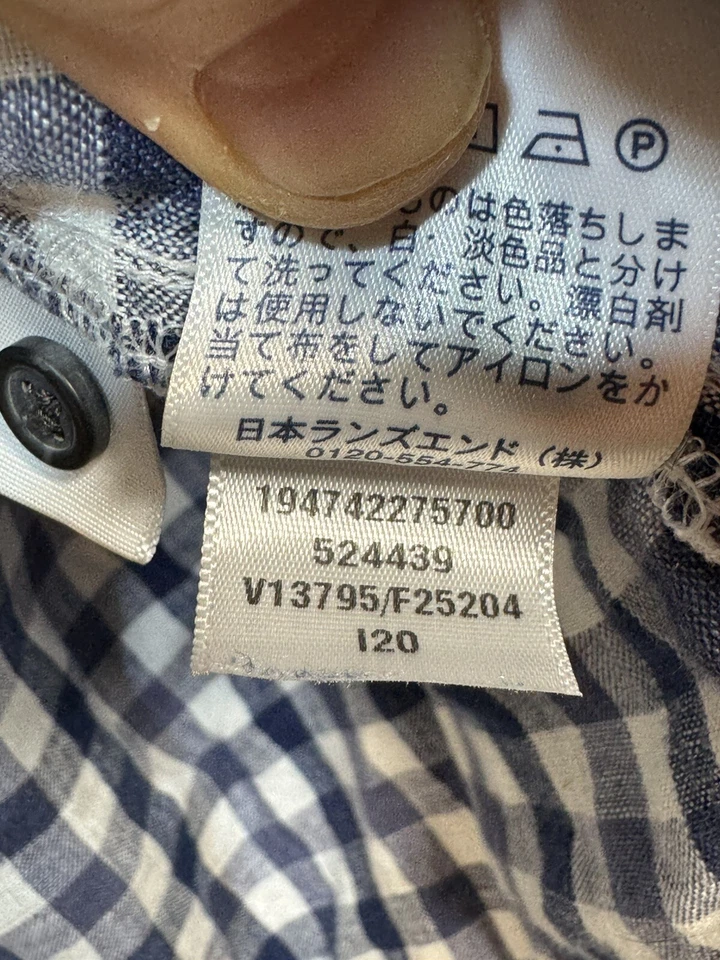 P
ものは色落ちしま
すので、白・淡色品と分け
て洗ってください。漂白剤
は使用しないでください。
当て布をしてアイロンをか
けてください。
日本ランズエンド(株)
0120-554-774
194742275700
524439
V13795/F25204
I20